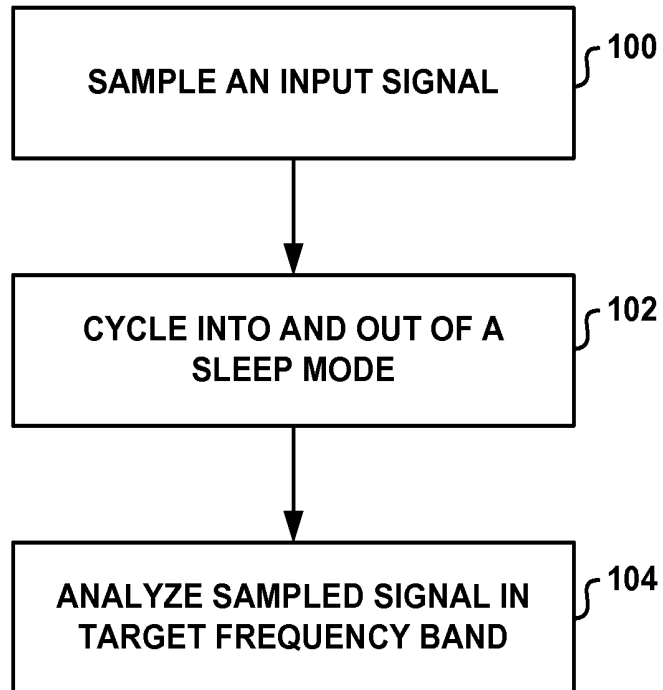 SAMPLE AN INPUT SIGNAL
100
CYCLE INTO AND OUT OF A
SLEEP MODE
102
ANALYZE SAMPLED SIGNAL IN
TARGET FREQUENCY BAND
104